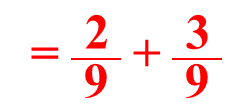 = 2/9 + 3/9